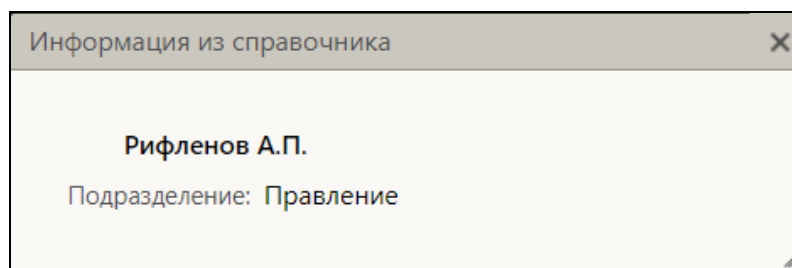 Информация из справочника
Рифленов А.П.
Подразделение: Правление